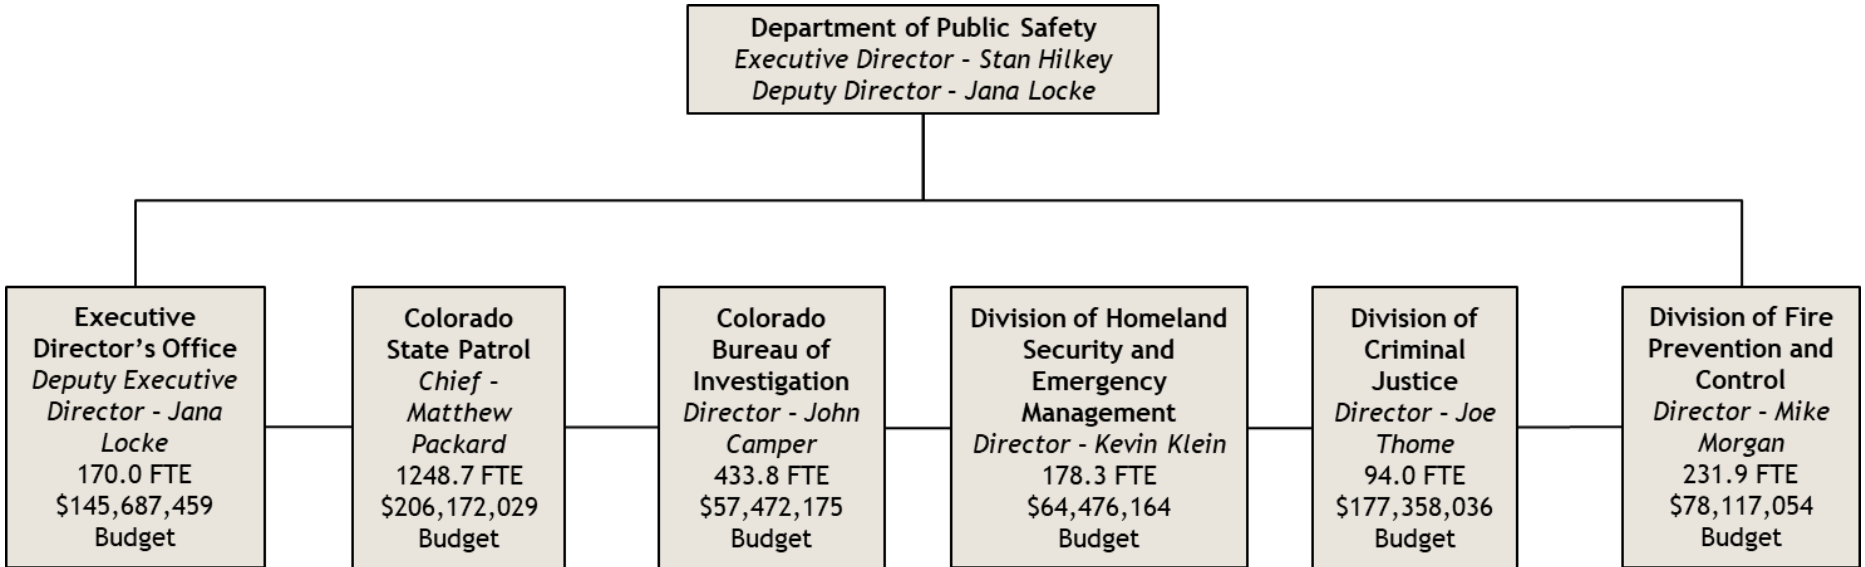 Department of Public Safety
Executive Director – Stan Hilkey
Deputy Director – Jana Locke
Executive
Director’s Office
Deputy Executive
Director – Jana
Locke
170.0 FTE
$145,687,459
Budget
Colorado
State Patrol
Chief –
Matthew
Packard
1248.7 FTE
$206,172,029
Budget
Colorado
Bureau of
Investigation
Director – John
Camper
433.8 FTE
$57,472,175
Budget
Division of Homeland
Security and
Emergency
Management
Director - Kevin Klein
178.3 FTE
$64,476,164
Budget
Division of
Criminal
Justice
Director – Joe
Thome
94.0 FTE
$177,358,036
Budget
Division of Fire
Prevention and
Control
Director – Mike
Morgan
231.9 FTE
$78,117,054
Budget